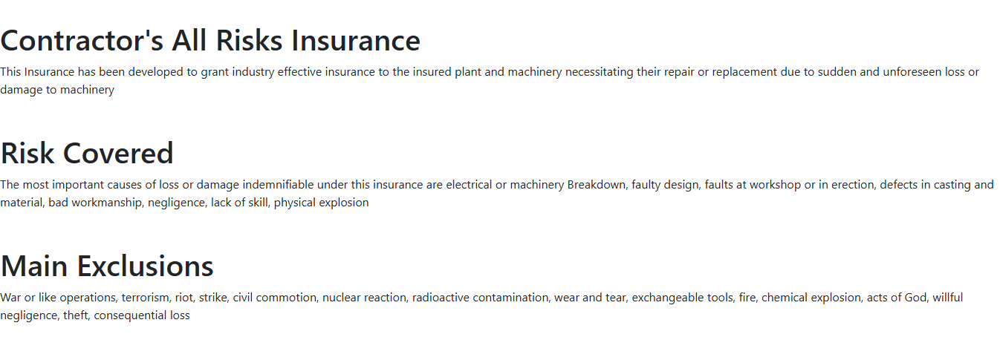 Contractor's All Risks Insurance
This Insurance has been developed to grant industry effective insurance to the insured plant and machinery necessitating their repair or replacement due to sudden and unforeseen loss or
damage to machinery
Risk Covered
The most important causes of loss or damage indemnifiable under this insurance are electrical or machinery Breakdown, faulty design, faults at workshop or in erection, defects in casting and
material, bad workmanship, negligence, lack of skill, physical explosion
Main Exclusions
War or like operations, terrorism, riot, strike, civil commotion, nuclear reaction, radioactive contamination, wear and tear, exchangeable tools, fire, chemical explosion, acts of God, willful
negligence, theft, consequential loss